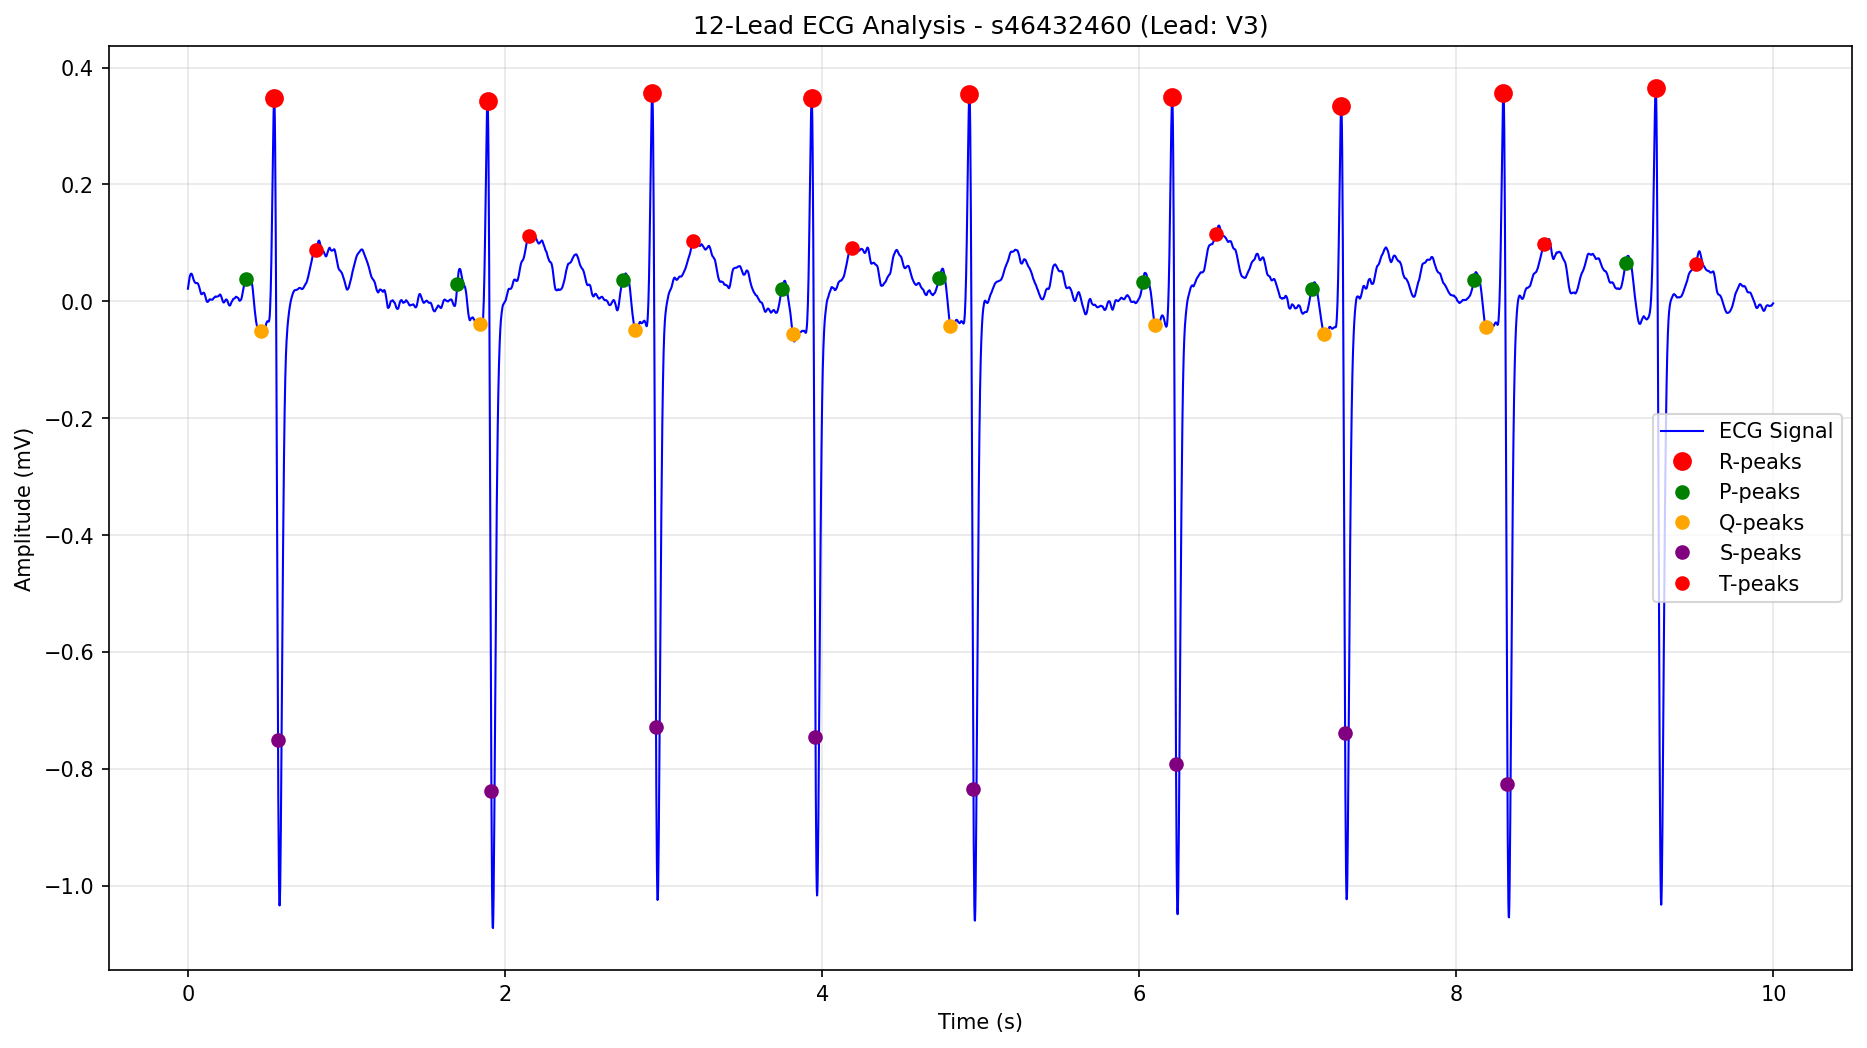 12-Lead ECG Analysis - s46432460 (Lead: V3)
Amplitude (mV)
0.4
0.2
0.0
−0.2
−0.4
−0.6
−0.8
−1.0
ECG Signal
R-peaks
P-peaks
Q-peaks
S-peaks
T-peaks
0 2 4 6 8 10
Time (s)